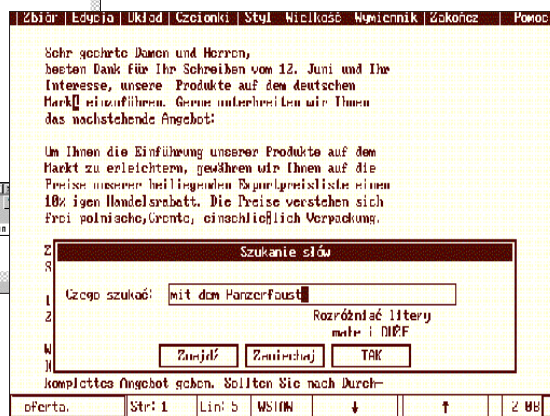 Zbiór Edycja Układ Czcionki Styl Wielkość Wymiennik Zakończ Pomoc
Sehr geehrte Damen und Herren,
besten Dank für Ihr Schreiben vom 12. Juni und Ihr
Interesse, unsere Produkte auf dem deutschen
Markt einzuführen. Gerne unterbreiten wir Ihnen
das nachstehende Angebot:
Um Ihnen die Einführung unserer Produkte auf dem
Markt zu erleichtern, gewähren wir Ihnen auf die
Preise unserer beiliegenden Exportpreisliste einen
10% igen Handelsrabatt. Die Preise verstehen sich
frei polnische,Grente, einschließlich Verpackung.
Szukanie słów
Czego szukać: mit dem Panzerfaust
Rozróżniać litery
małe i DUŻE
Znajdź Zaniechaj TAK
komplettes Angebot geben. Sollten Sie nach Durch-
oferta. Str: 1 Lin: 5 WSTAW ↓ ↑